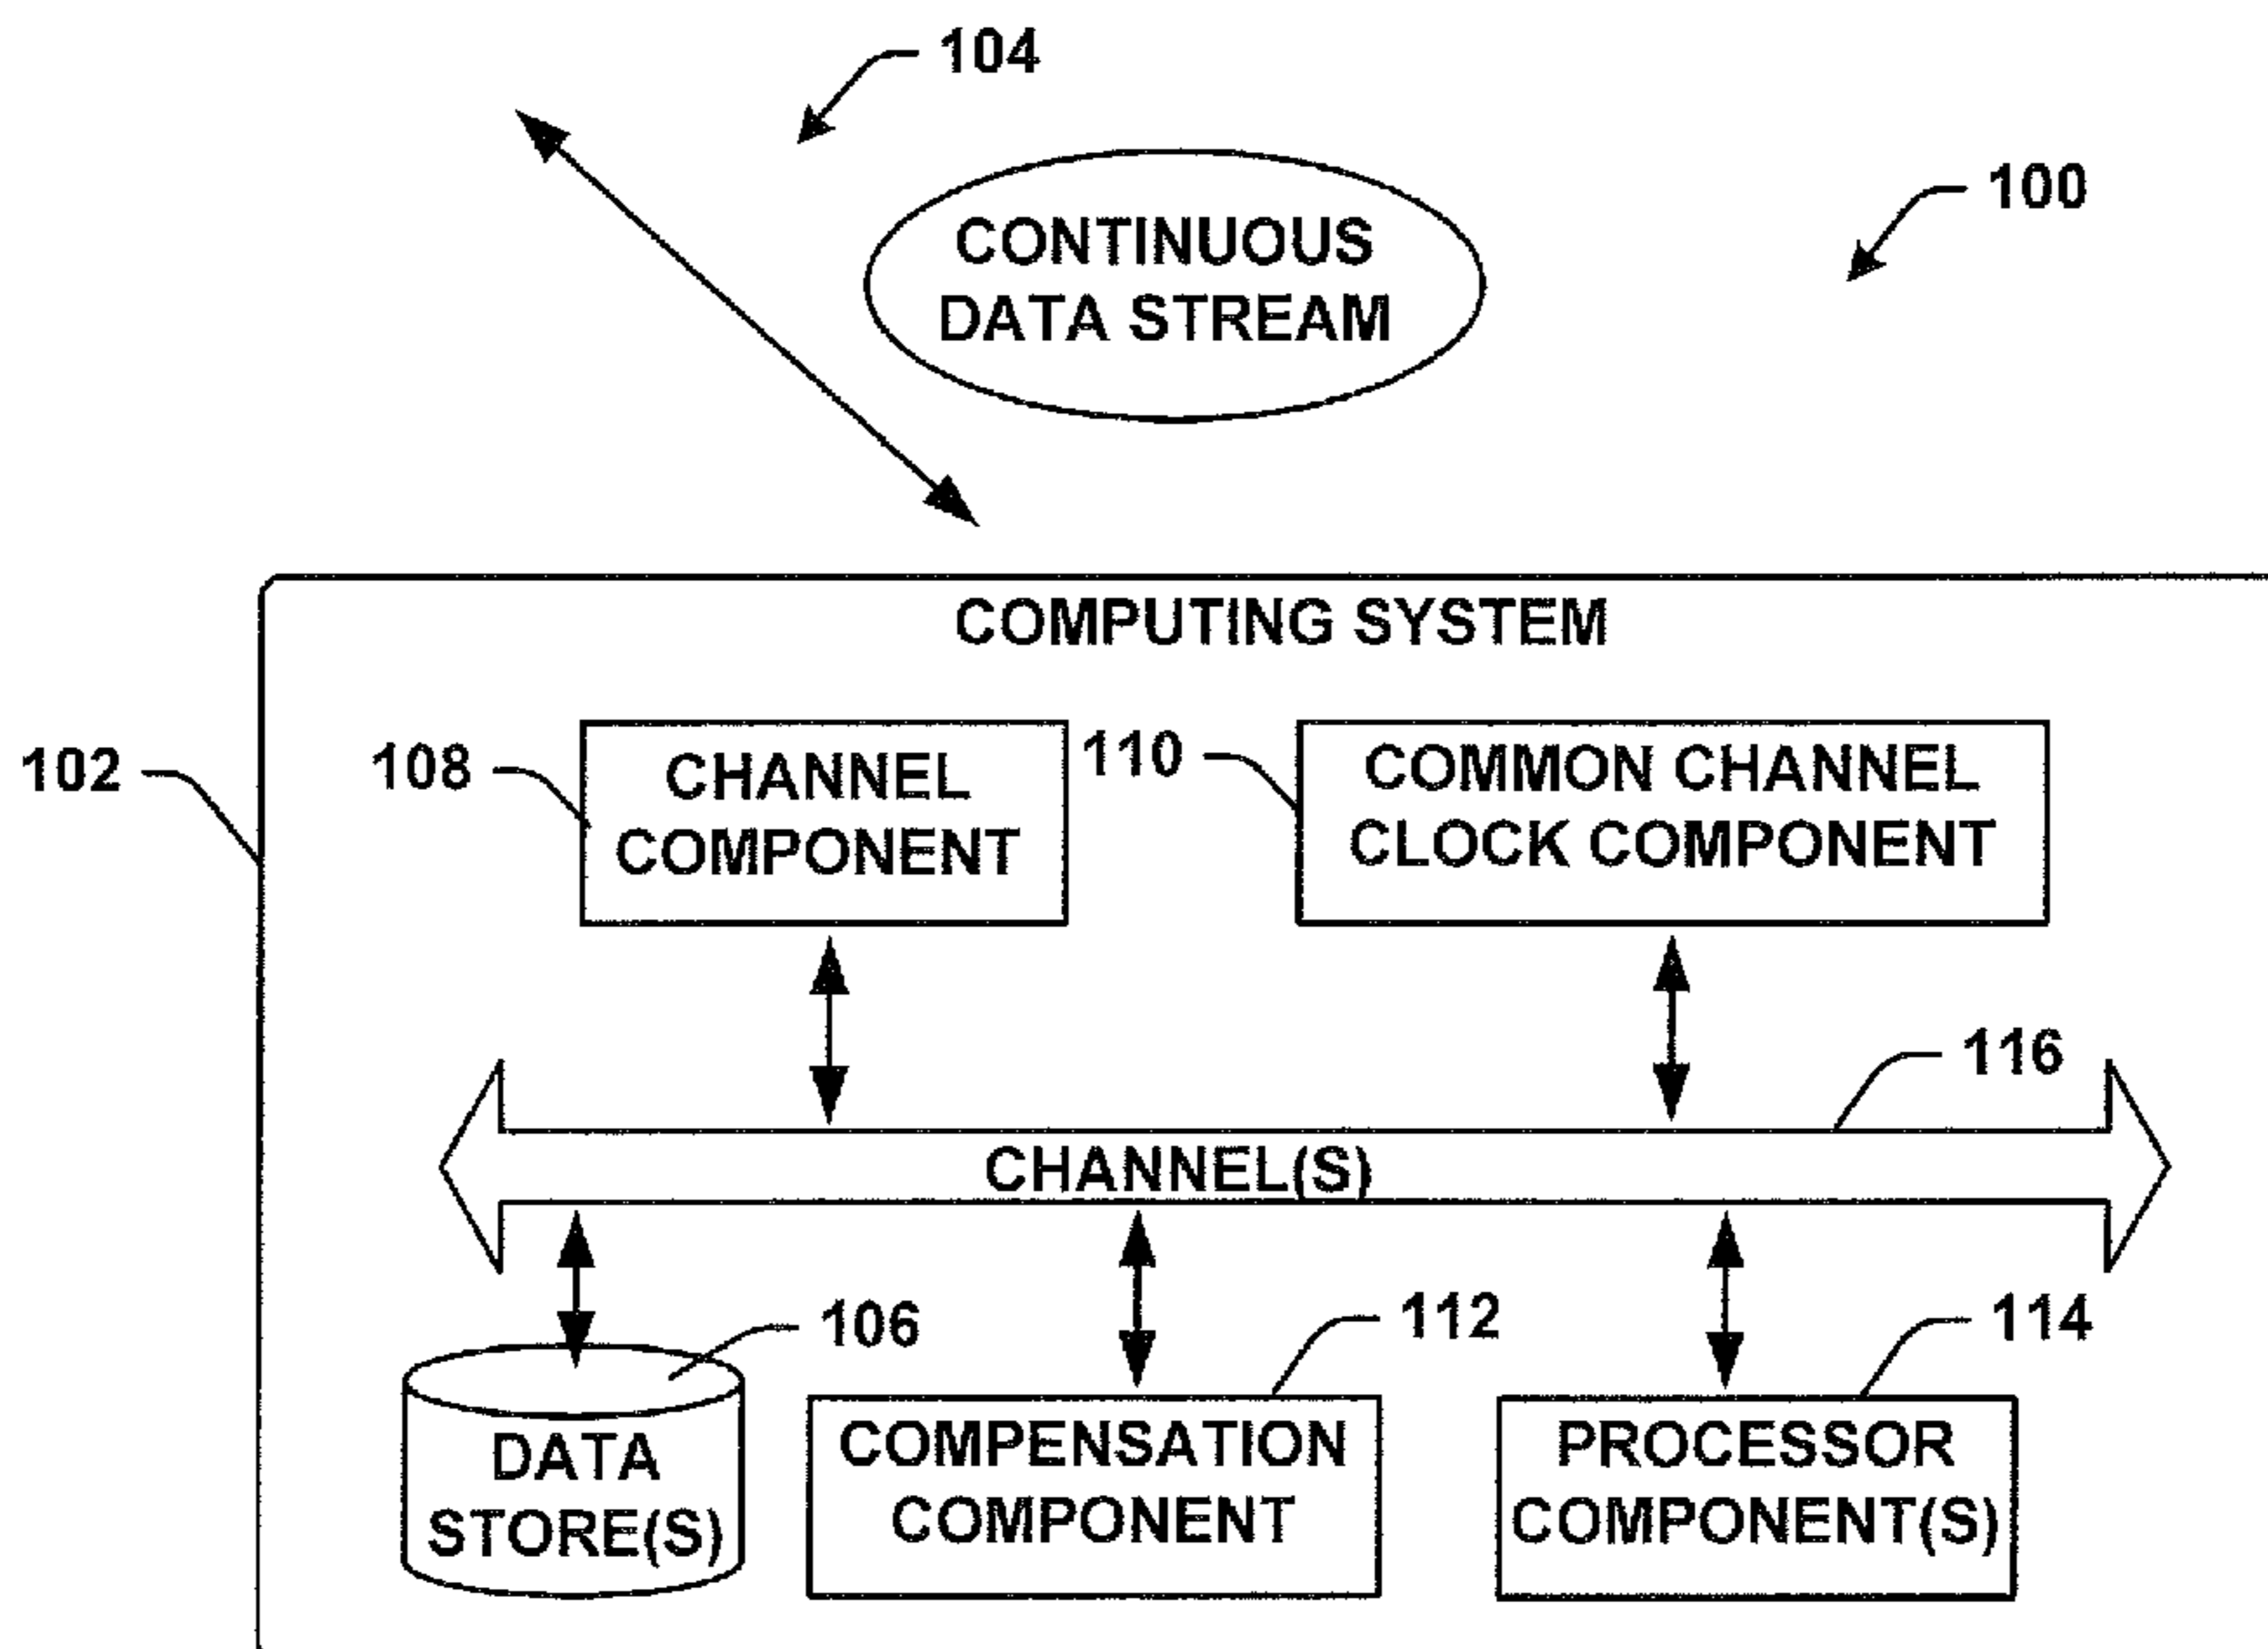 104
100
CONTINUOUS
DATA STREAM
COMPUTING SYSTEM
102
108
CHANNEL
COMPONENT
110
COMMON CHANNEL
CLOCK COMPONENT
116
CHANNEL(S)
106
112
114
DATA
STORE(S)
COMPENSATION
COMPONENT
PROCESSOR
COMPONENT(S)